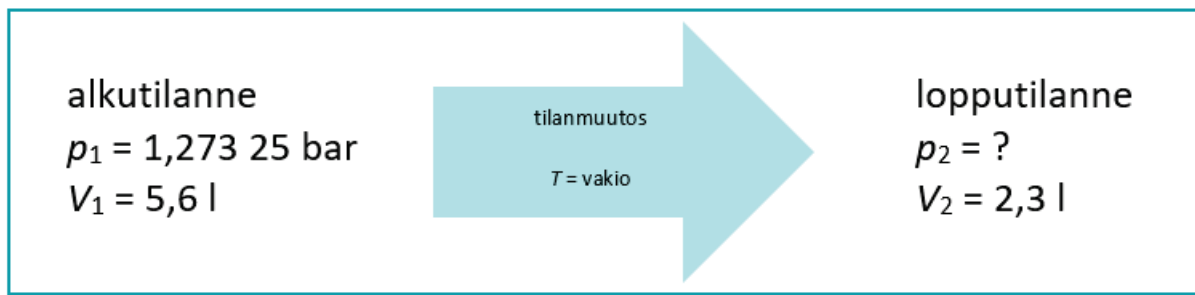 alkutilanne
p₁ = 1,273 25 bar
V₁ = 5,6 l
tilanmuutos
T = vakio
lopputilanne
p₂ = ?
V₂ = 2,3 l